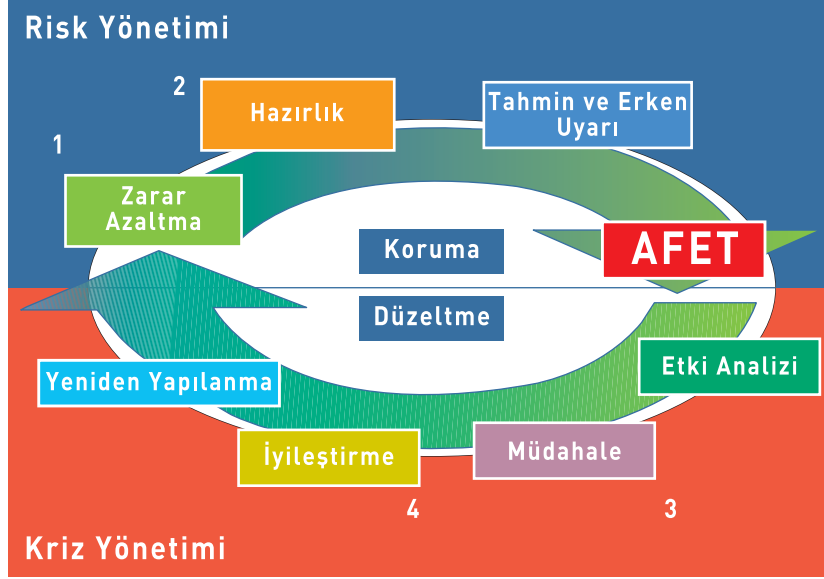 Risk Yönetimi
2
Hazırlık
Tahmin ve Erken
Uyarı
1
Zarar
Azaltma
Koruma
AFET
Düzeltme
Yeniden Yapılanma
Etki Analizi
İyileştirme
Müdahale
4
3
Kriz Yönetimi